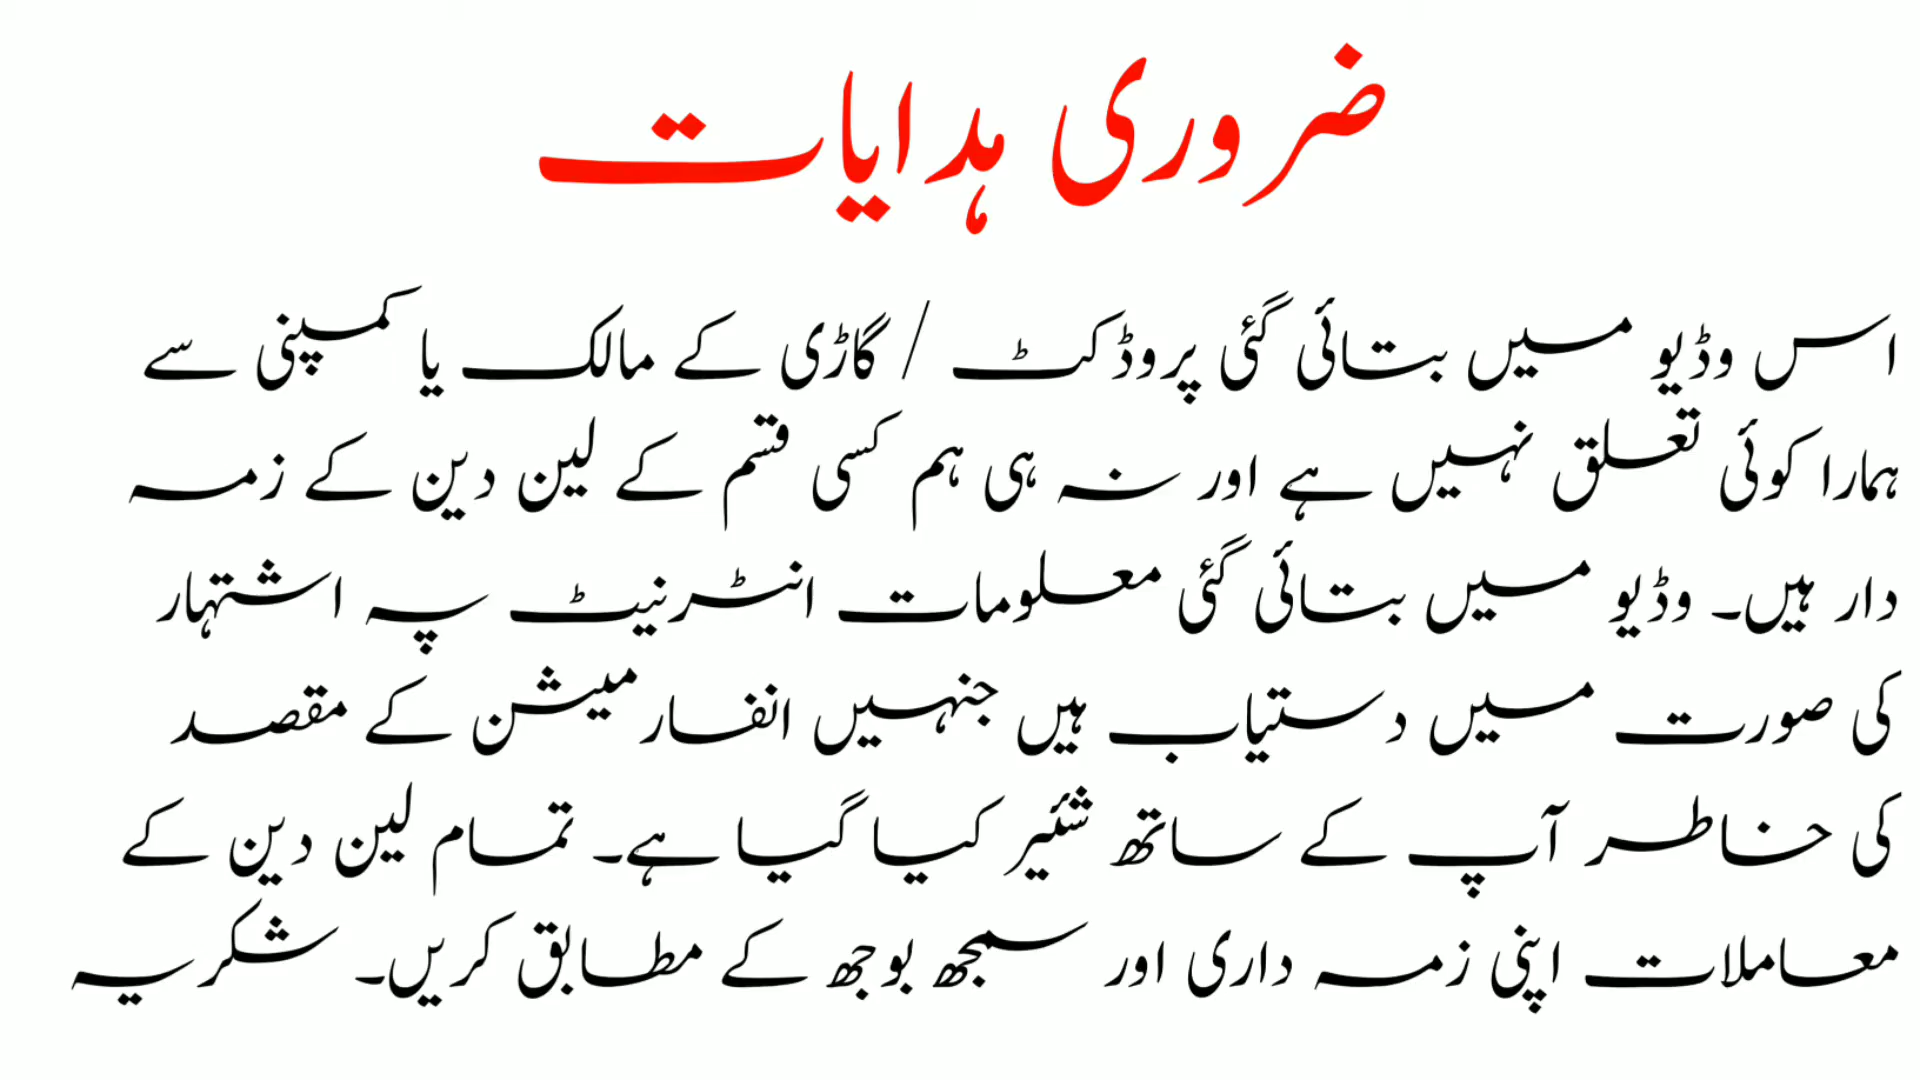 ضروری ہدایات
اس وڈیو میں بتائی گئی پروڈکٹ / گاڑی کے مالک یا کمپنی سے
ہمارا کوئی تعلق نہیں ہے اور نہ ہی ہم کسی قسم کے لین دین کے زمہ
دار ہیں۔ وڈیو میں بتائی گئی معلومات انٹرنیٹ پہ اشتہار
کی صورت میں دستیاب ہیں جنہیں انفارمیشن کے مقصد
کی خاطر آپ کے ساتھ شئیر کیا گیا ہے۔ تمام لین دین کے
معاملات اپنی زمہ داری اور سمجھ بوجھ کے مطابق کریں۔ شکریہ